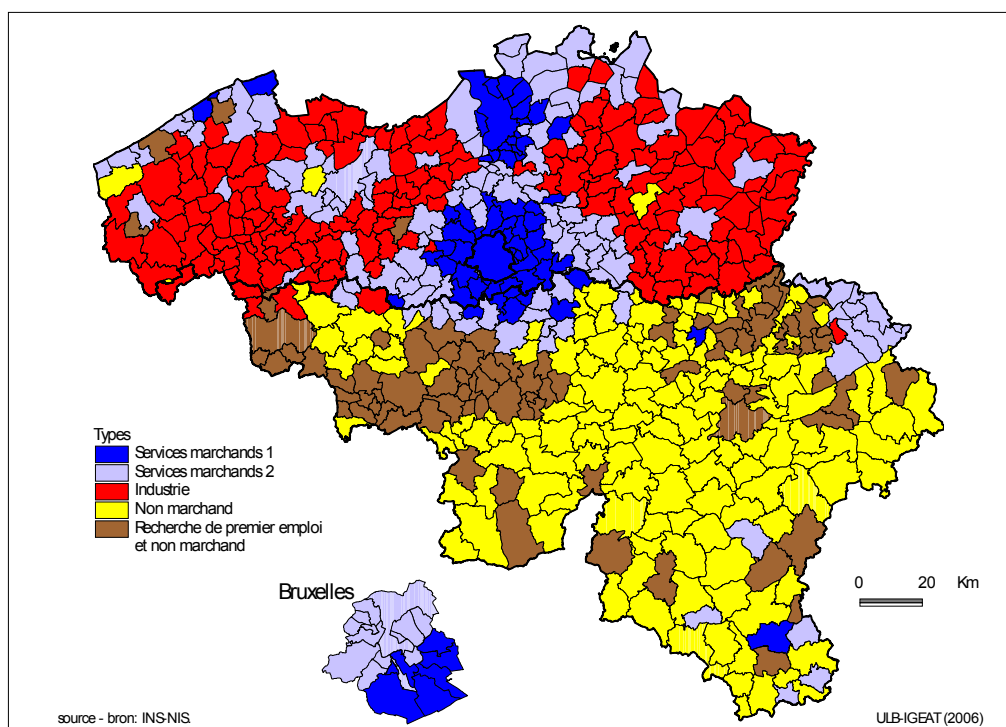 Types
Services marchands 1
Services marchands 2
Industrie
Non marchand
Recherche de premier emploi
et non marchand
Bruxelles
0 20 Km
source - bron: INS-NIS.
ULB-IGEAT (2006)